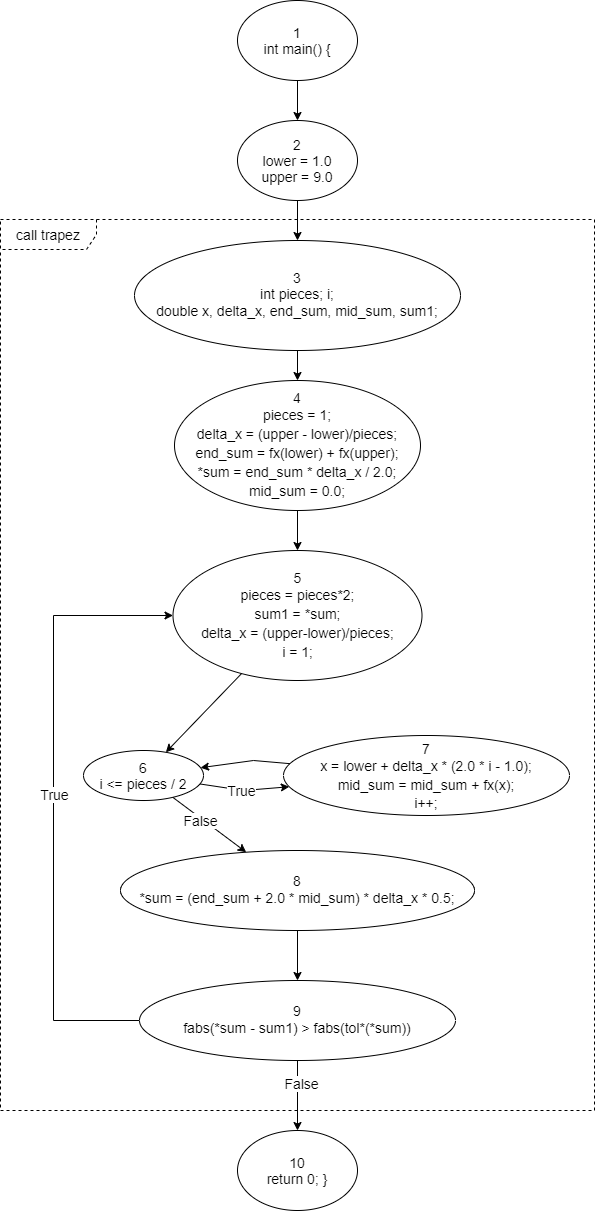 1
int main() {
2
lower = 1.0
upper = 9.0
call trapez
3
int pieces; i;
double x, delta_x, end_sum, mid_sum, sum1;
4
pieces = 1;
delta_x = (upper - lower)/pieces;
end_sum = fx(lower) + fx(upper);
*sum = end_sum * delta_x / 2.0;
mid_sum = 0.0;
5
pieces = pieces*2;
sum1 = *sum;
delta_x = (upper-lower)/pieces;
i = 1;
6
i <= pieces / 2
7
x = lower + delta_x * (2.0 * i - 1.0);
mid_sum = mid_sum + fx(x);
i++;
True
True
False
8
*sum = (end_sum + 2.0 * mid_sum) * delta_x * 0.5;
9
fabs(*sum - sum1) > fabs(tol*(*sum))
False
10
return 0; }